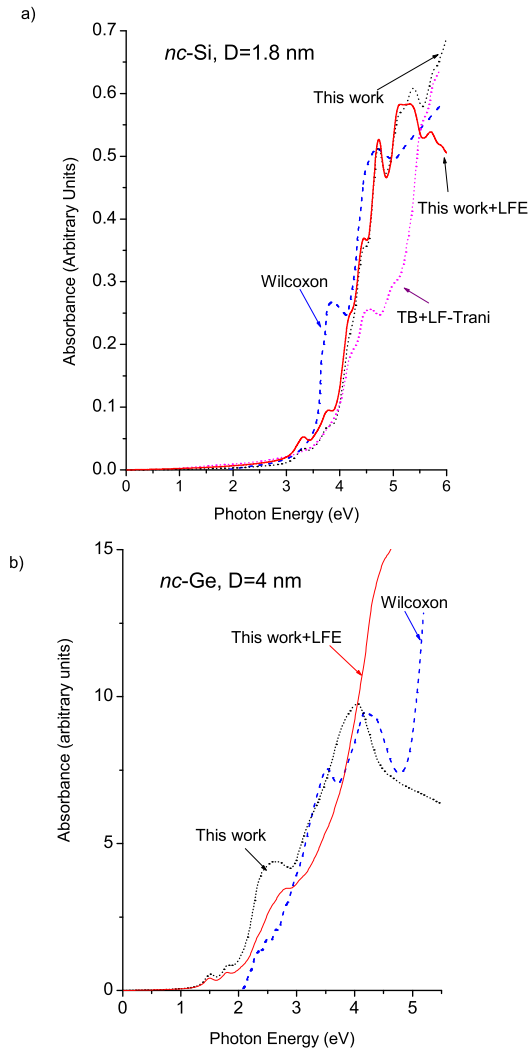 a)
nc-Si, D=1.8 nm
This work
This work+LFE
Wilcoxon
TB+LF-Trani
Absorbance (Arbitrary Units)
0.7
0.6
0.5
0.4
0.3
0.2
0.1
0.0
0 1 2 3 4 5 6
Photon Energy (eV)
b)
nc-Ge, D=4 nm
Wilcoxon
This work+LFE
This work
Absorbance (arbitrary units)
15
10
5
0
0 1 2 3 4 5
Photon Energy (eV)